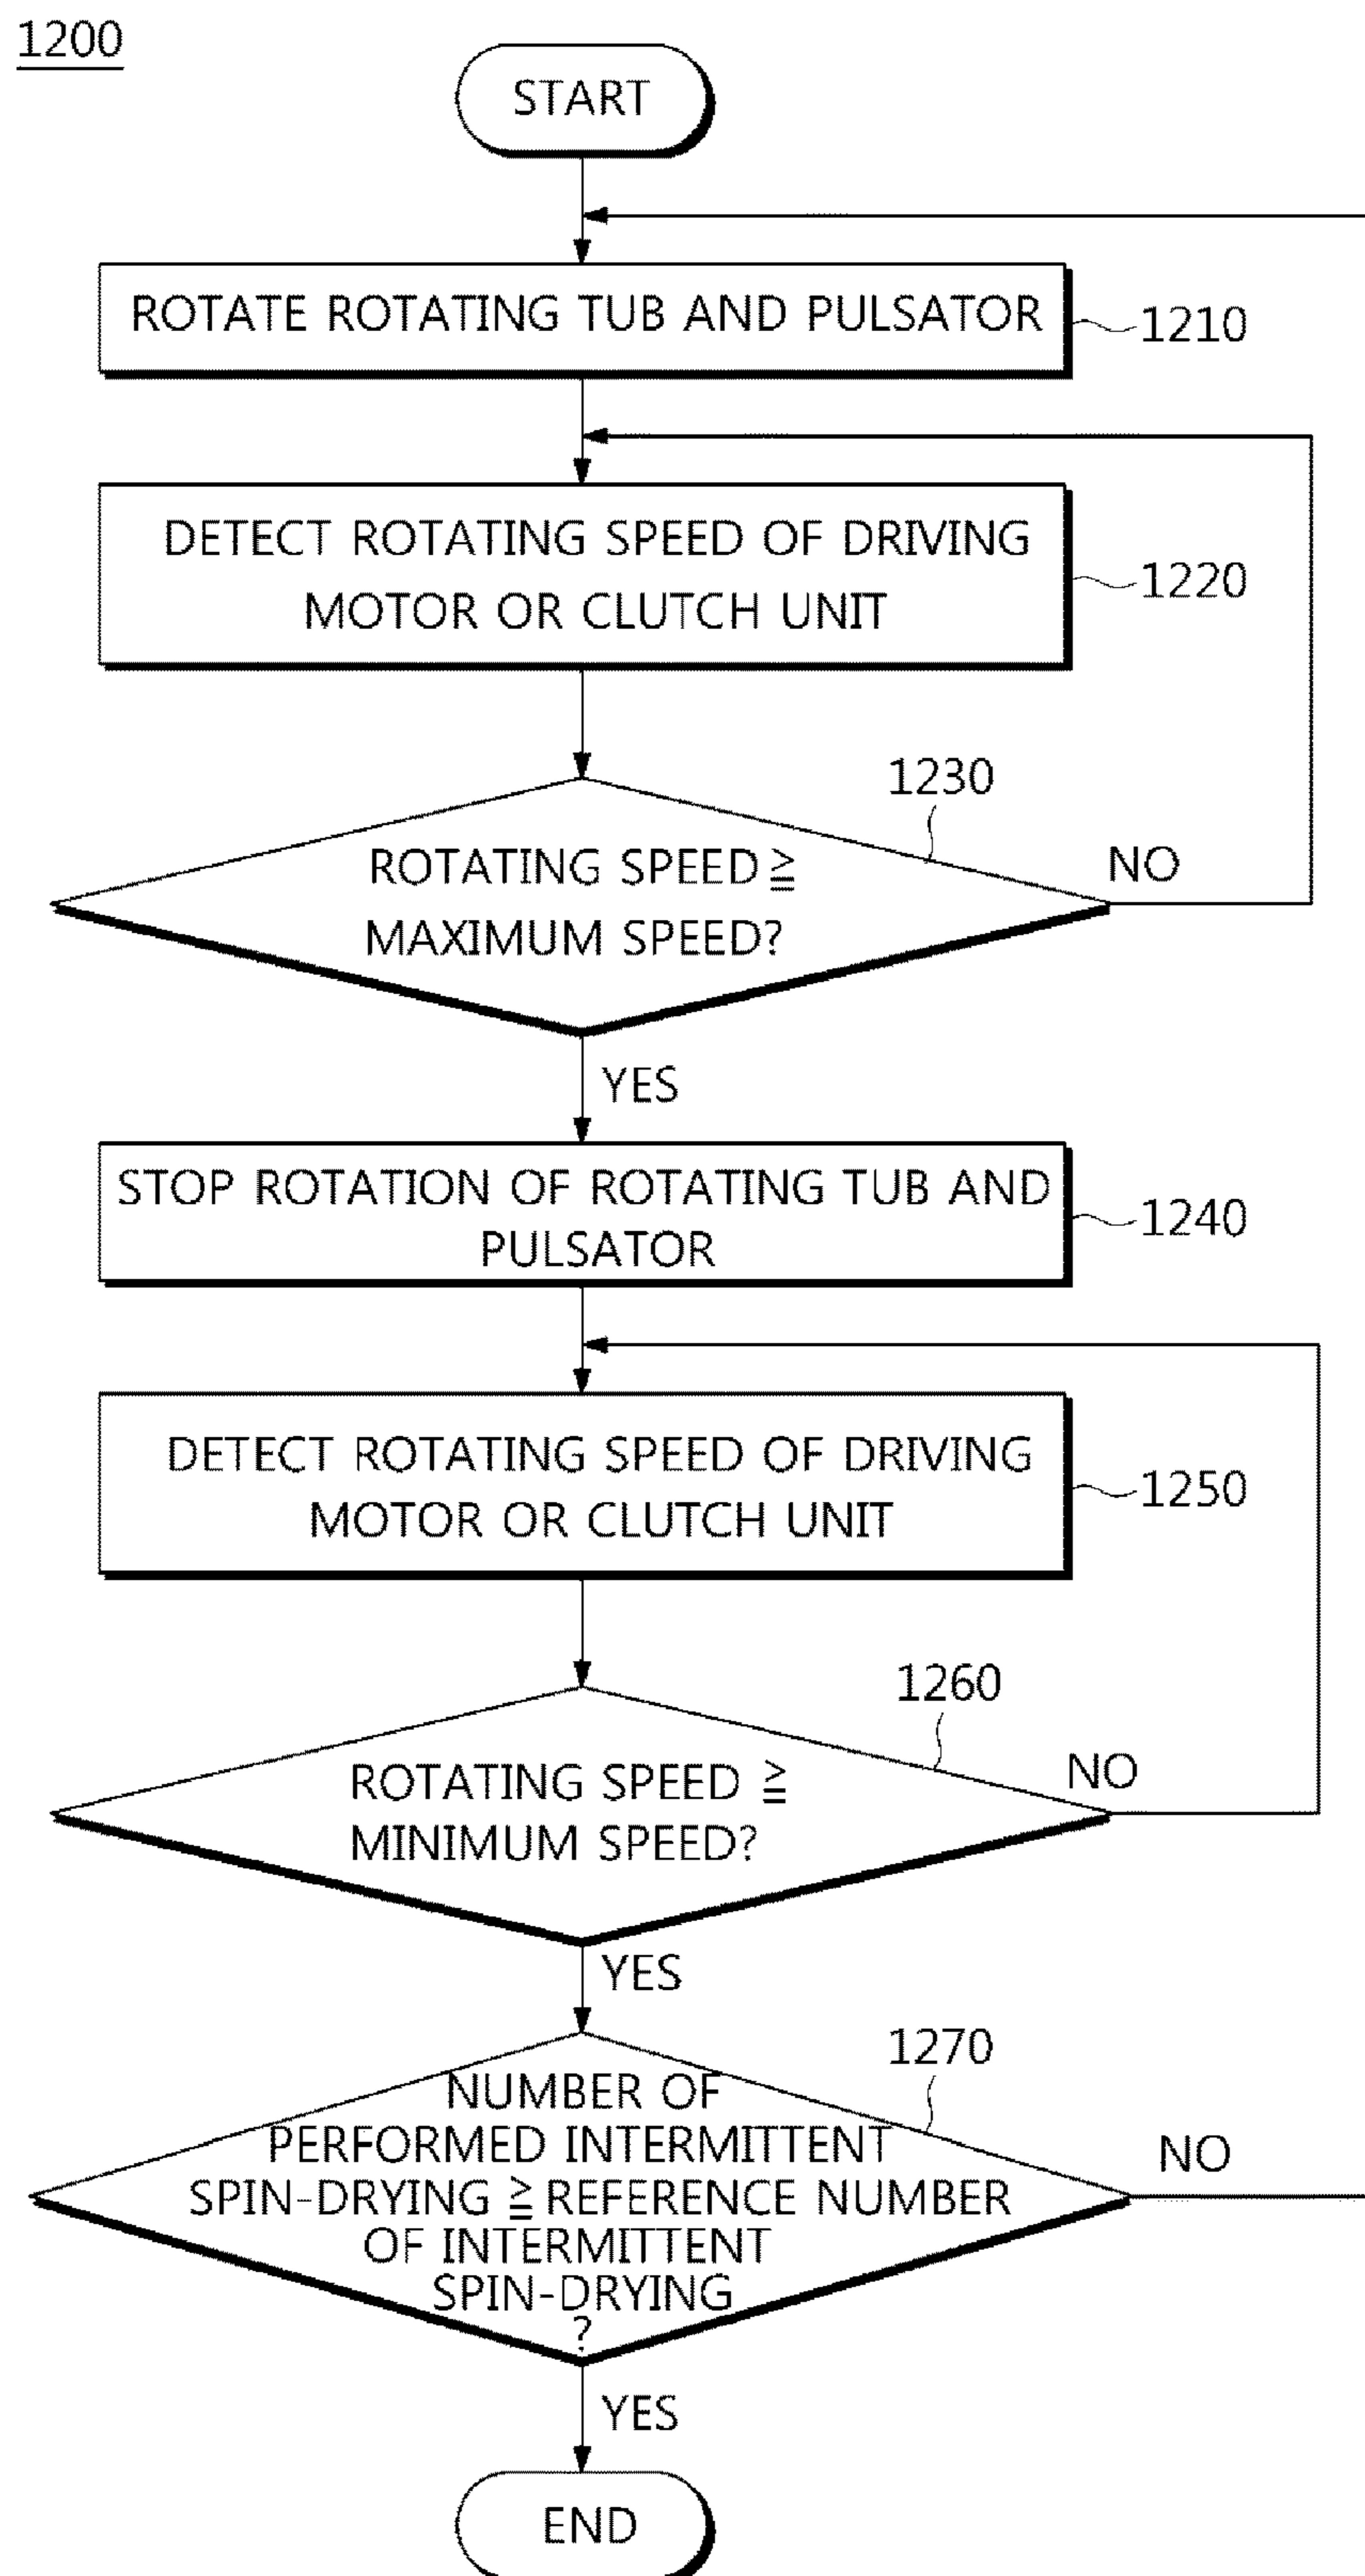 1200
START
ROTATE ROTATING TUB AND PULSATOR
1210
DETECT ROTATING SPEED OF DRIVING
MOTOR OR CLUTCH UNIT
1220
1230
ROTATING SPEED ≧
MAXIMUM SPEED?
NO
YES
STOP ROTATION OF ROTATING TUB AND
PULSATOR
1240
DETECT ROTATING SPEED OF DRIVING
MOTOR OR CLUTCH UNIT
1250
1260
ROTATING SPEED ≧
MINIMUM SPEED?
NO
YES
1270
NUMBER OF
PERFORMED INTERMITTENT
SPIN-DRYING ≧ REFERENCE NUMBER
OF INTERMITTENT
SPIN-DRYING
?
NO
YES
END